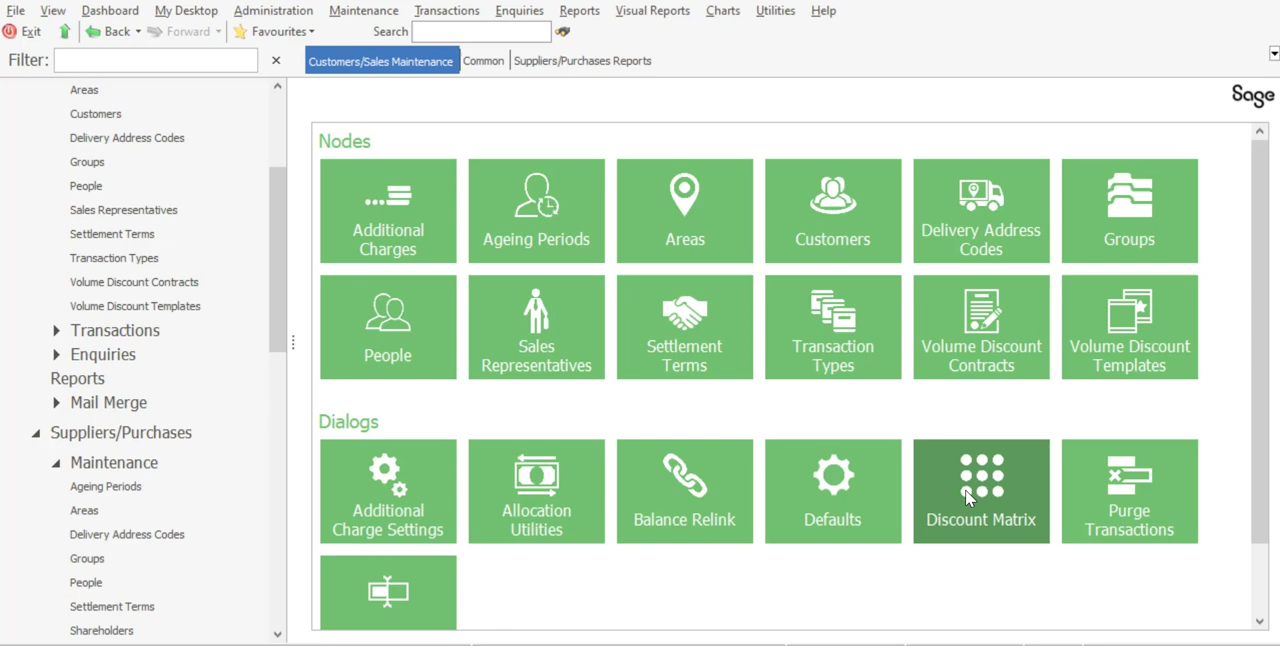 File View Dashboard My Desktop Administration Maintenance Transactions Enquiries Reports Visual Reports Charts Utilities Help
Exit Back Forward Favourites Search
Filter: Customers/Sales Maintenance Common Suppliers/Purchases Reports
Sage
Areas
Customers
Delivery Address Codes
Groups
People
Sales Representatives
Settlement Terms
Transaction Types
Volume Discount Contracts
Volume Discount Templates
Transactions
Enquiries
Reports
Mail Merge
Suppliers/Purchases
Maintenance
Ageing Periods
Areas
Delivery Address Codes
Groups
People
Settlement Terms
Shareholders
Nodes
Additional
Charges
Ageing Periods
Areas
Customers
Delivery Address
Codes
Groups
People
Sales
Representatives
Settlement
Terms
Transaction
Types
Volume Discount
Contracts
Volume Discount
Templates
Dialogs
Additional
Charge Settings
Allocation
Utilities
Balance Relink
Defaults
Discount Matrix
Purge
Transactions